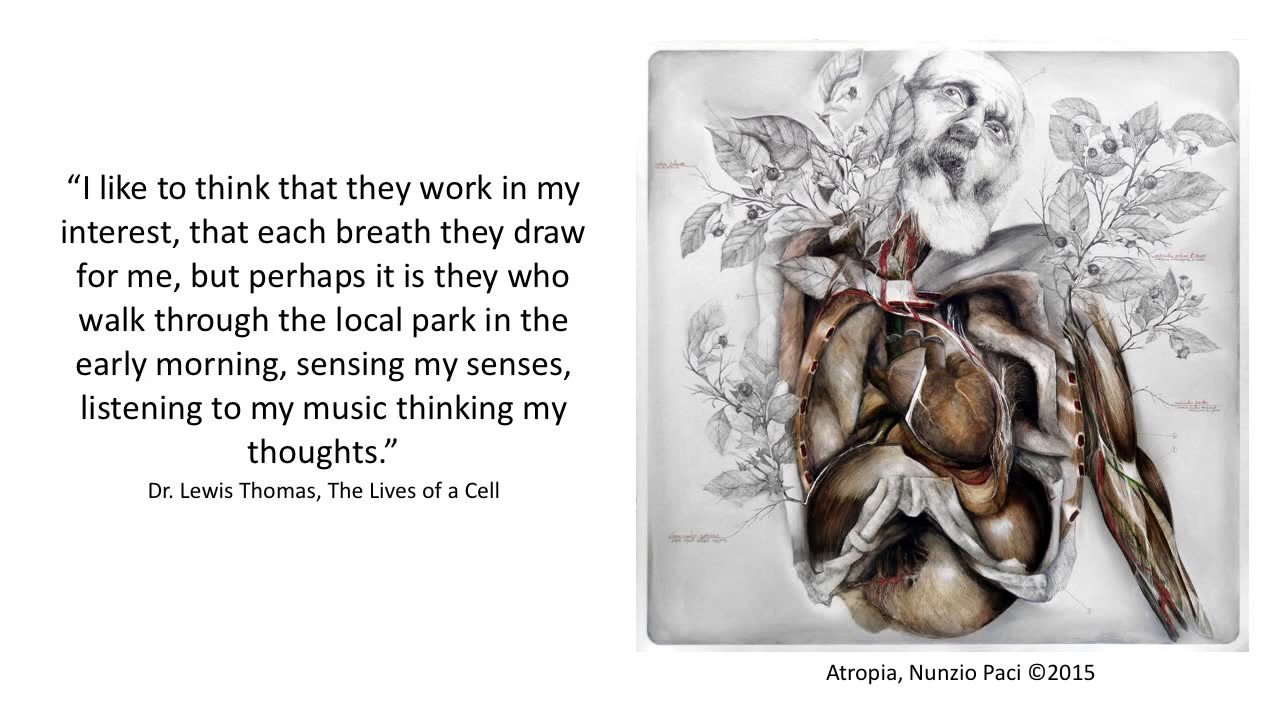 “I like to think that they work in my
interest, that each breath they draw
for me, but perhaps it is they who
walk through the local park in the
early morning, sensing my senses,
listening to my music thinking my
thoughts.”
Dr. Lewis Thomas, The Lives of a Cell
Atropia, Nunzio Paci ©2015